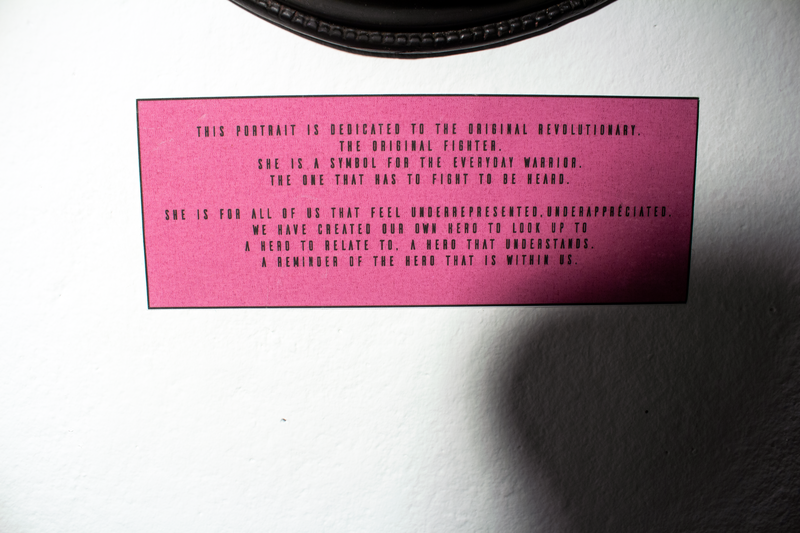 THIS PORTRAIT IS DEDICATED TO THE ORIGINAL REVOLUTIONARY.
THE ORIGINAL FIGHTER.
SHE IS A SYMBOL FOR THE EVERYDAY WARRIOR.
THE ONE THAT HAS TO FIGHT TO BE HEARD.
SHE IS FOR ALL OF US THAT FEEL UNDERREPRESENTED, UNDERAPPRÉCIATED.
WE HAVE CREATED OUR OWN HERO TO LOOK UP TO
A HERO TO RELATE TO. A HERO THAT UNDERSTANDS.
A REMINDER OF THE HERO THAT IS WITHIN US.